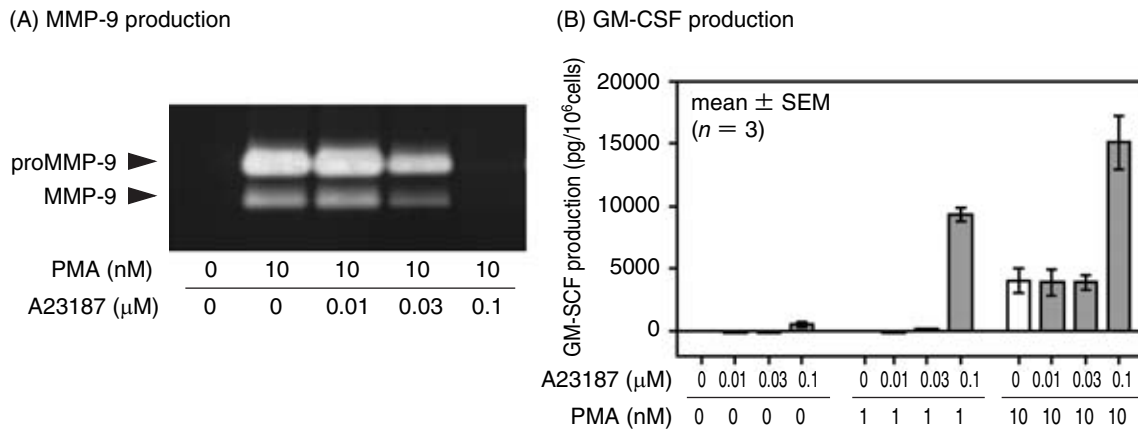 (A) MMP-9 production
proMMP-9
MMP-9
PMA (nM) 0 10 10 10 10
A23187 (μM) 0 0 0.01 0.03 0.1
(B) GM-CSF production
GM-SCF production (pg/10⁶cells)
20000
15000
10000
5000
0
mean ± SEM
(n = 3)
A23187 (μM) 0 0.01 0.03 0.1 0 0.01 0.03 0.1 0 0.01 0.03 0.1
PMA (nM) 0 0 0 0 1 1 1 1 10 10 10 10